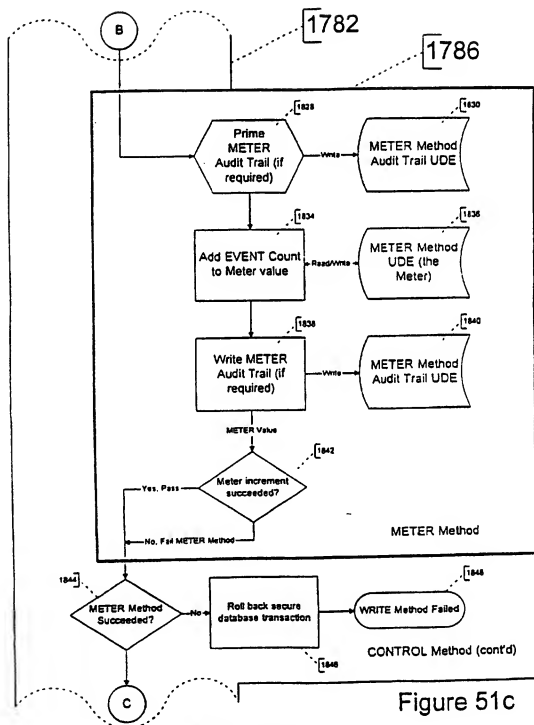 B
1782
1786
1828
1830
Prime
METER
Audit Trail (if
required)
Write
METER Method
Audit Trail UDE
1834
1836
Add EVENT Count
to Meter value
Read/Write
METER Method
UDE (the
Meter)
1838
1840
Write METER
Audit Trail (if
required)
Write
METER Method
Audit Trail UDE
METER Value
1842
Meter increment
succeeded?
Yes, Pass
No, Fail METER Method
METER Method
1844
METER Method
Succeeded?
No
Roll back secure
database transaction
1846
1848
WRITE Method Failed
CONTROL Method (cont'd)
C
Figure 51c